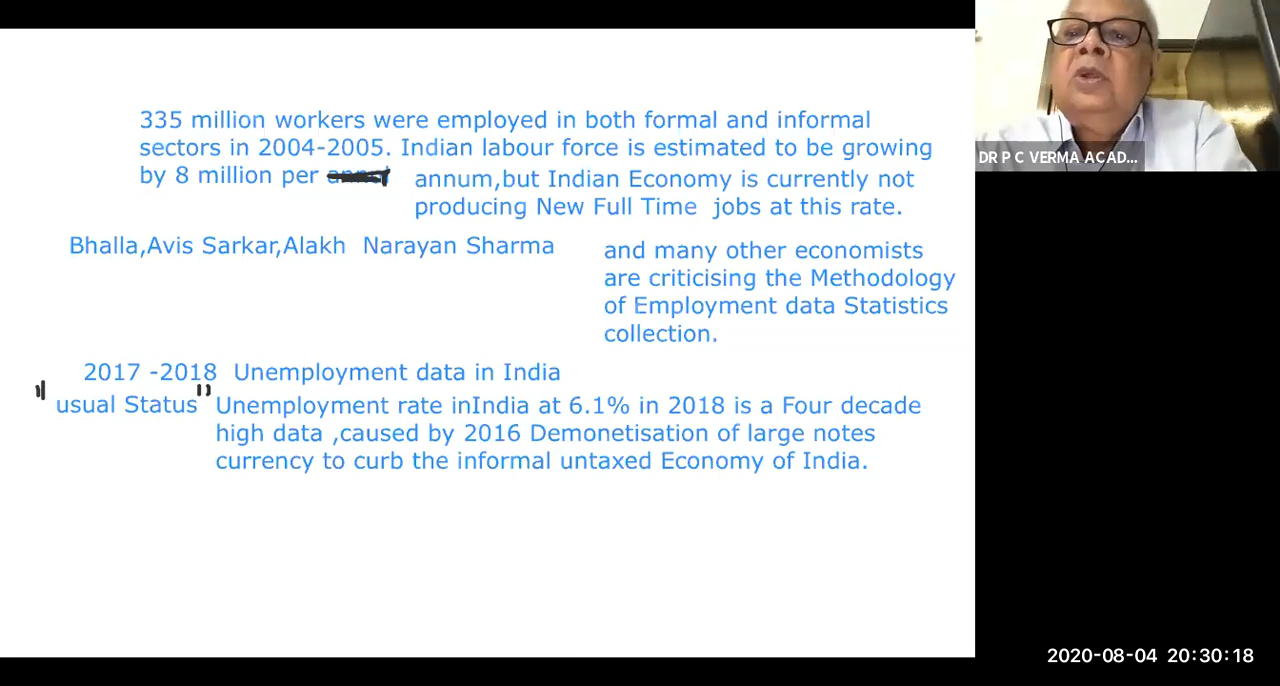 335 million workers were employed in both formal and informal
sectors in 2004-2005. Indian labour force is estimated to be growing
by 8 million per
annum,but Indian Economy is currently not
producing New Full Time jobs at this rate.
Bhalla,Avis Sarkar,Alakh Narayan Sharma
and many other economists
are criticising the Methodology
of Employment data Statistics
collection.
2017 -2018 Unemployment data in India
"usual Status" Unemployment rate inIndia at 6.1% in 2018 is a Four decade
high data ,caused by 2016 Demonetisation of large notes
currency to curb the informal untaxed Economy of India.
DR P C VERMA ACAD...
2020-08-04 20:30:18